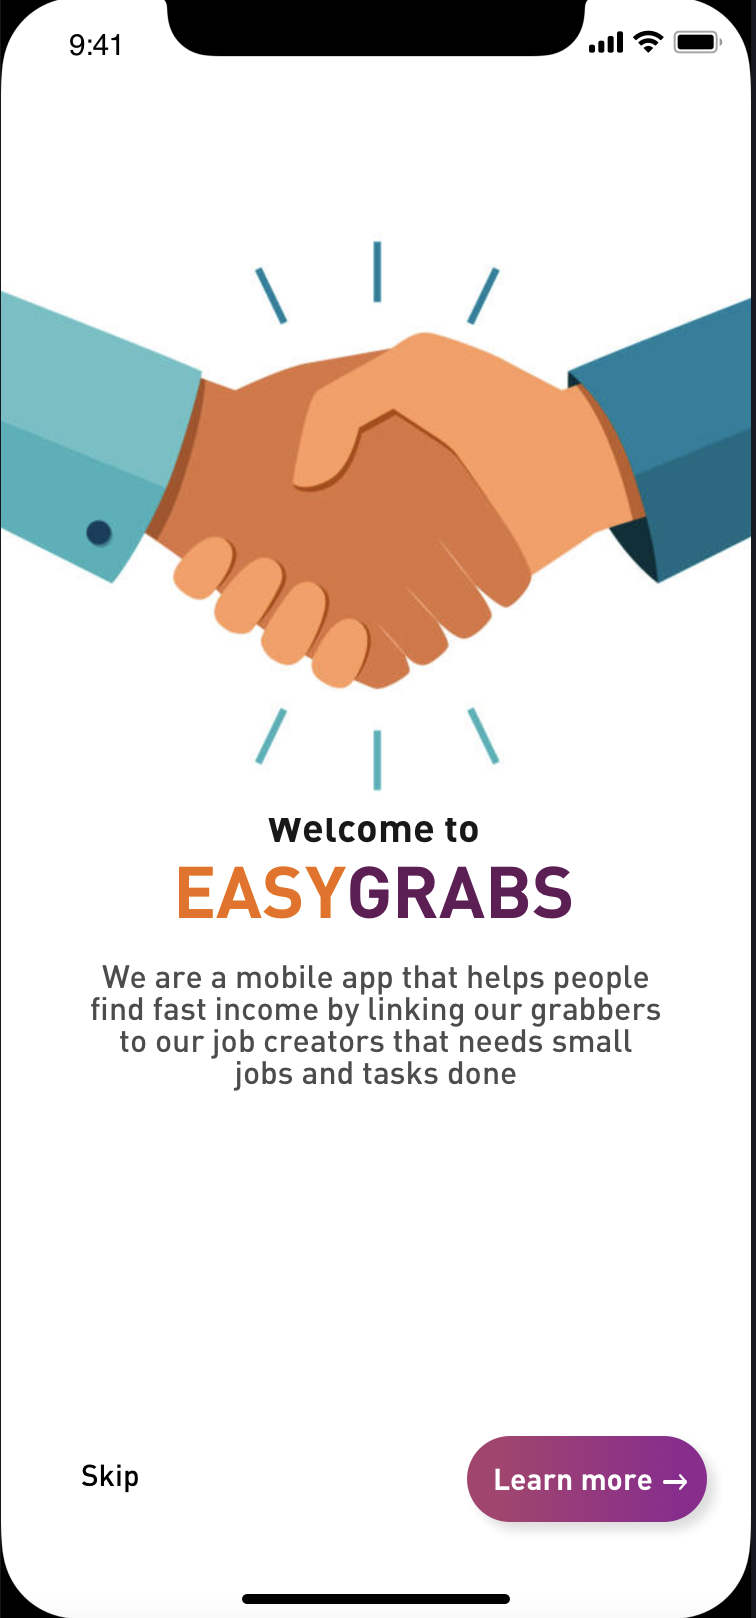 9:41
Welcome to
EASYGRABS
We are a mobile app that helps people
find fast income by linking our grabbers
to our job creators that needs small
jobs and tasks done
Skip
Learn more →